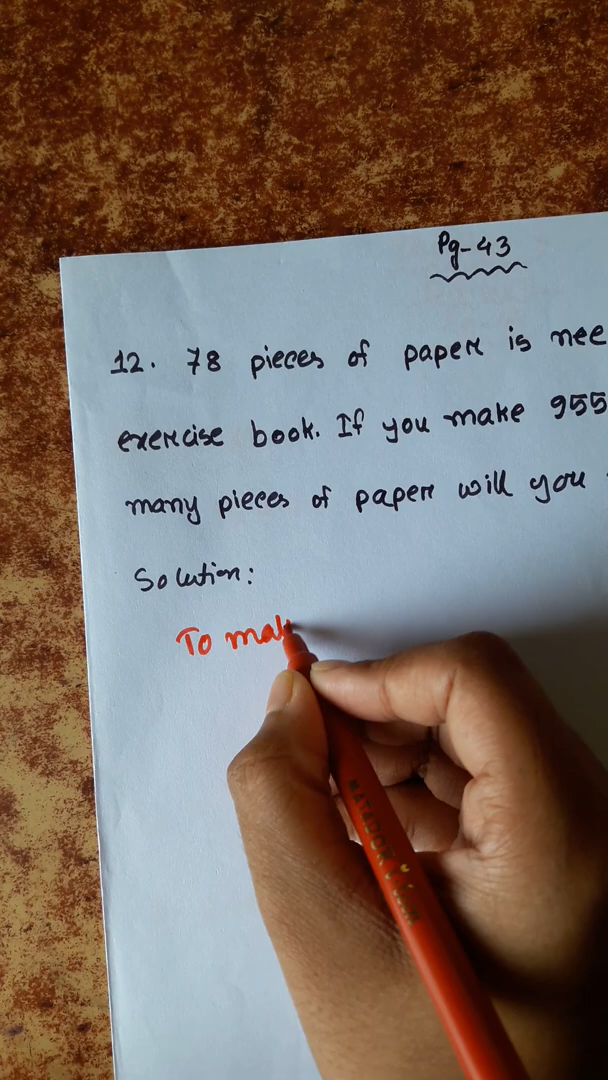 Pg-43
12. 78 pieces of paper is nee
exercise book. If you make 955
many pieces of paper will you
Solution:
To mak
MATADOR